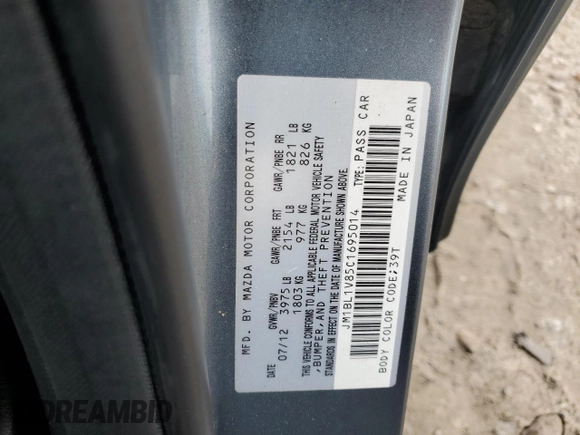 MFD. BY MAZDA MOTOR CORPORATION
DATE GVWR/PNBV GAWR/PNBE FRT GAWR/PNBE RR
07/12 3975 LB 2154 LB 1821 LB
1803 KG 977 KG 826 KG
THIS VEHICLE CONFORMS TO ALL APPLICABLE FEDERAL MOTOR VEHICLE SAFETY
,BUMPER,AND THEFT PREVENTION
STANDARDS IN EFFECT ON THE DATE OF MANUFACTURE SHOWN ABOVE.
JM1BL1V85C1695014 TYPE: PASS CAR
BODY COLOR CODE;39T MADE IN JAPAN
DREAMBID